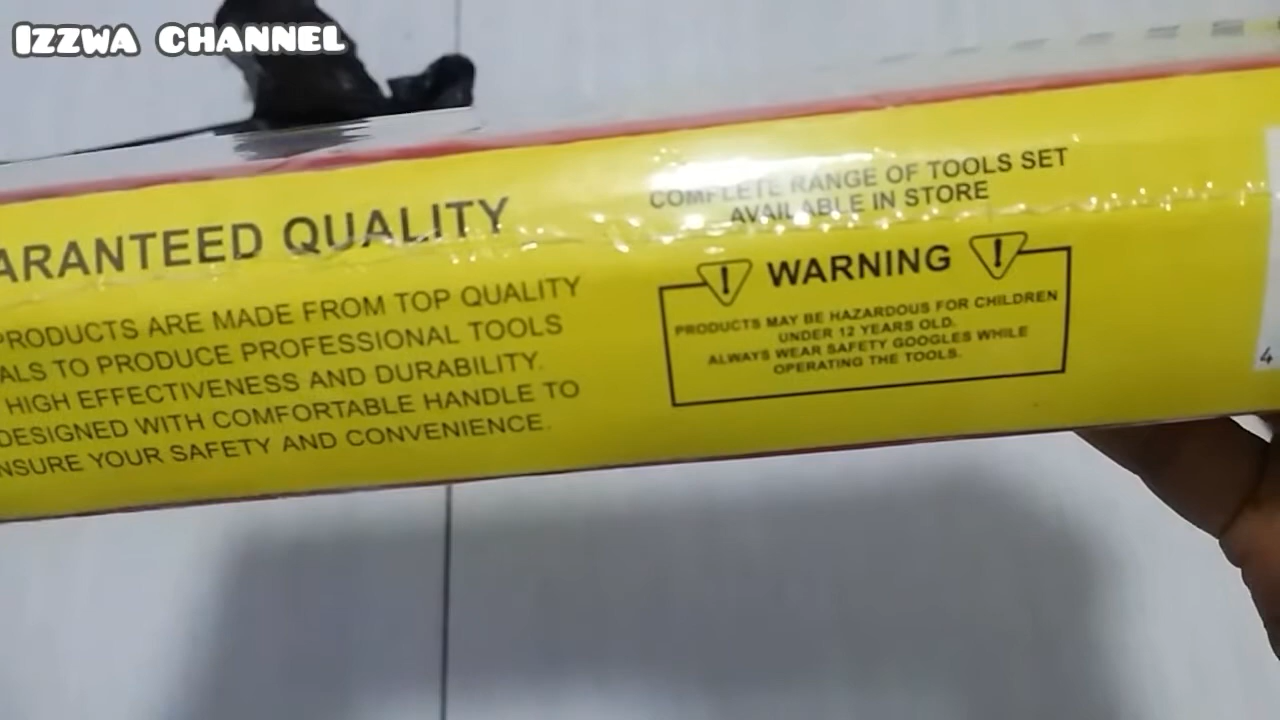 IZZWA CHANNEL
ARANTEED QUALITY
PRODUCTS ARE MADE FROM TOP QUALITY
ALS TO PRODUCE PROFESSIONAL TOOLS
HIGH EFFECTIVENESS AND DURABILITY.
DESIGNED WITH COMFORTABLE HANDLE TO
NSURE YOUR SAFETY AND CONVENIENCE.
COMPLETE RANGE OF TOOLS SET
AVAILABLE IN STORE
WARNING
PRODUCTS MAY BE HAZARDOUS FOR CHILDREN
UNDER 12 YEARS OLD.
ALWAYS WEAR SAFETY GOOGLES WHILE
OPERATING THE TOOLS.
4